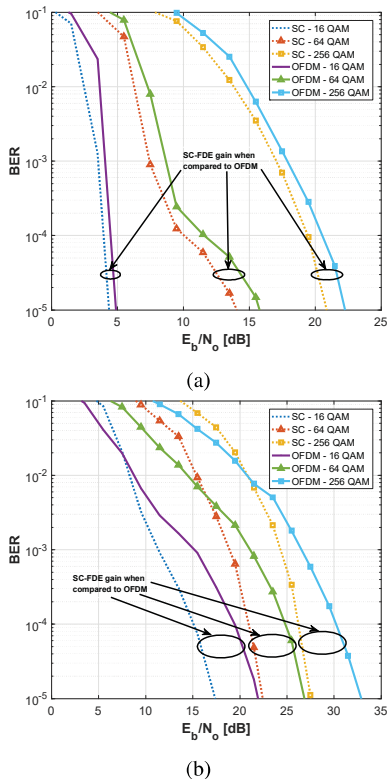 10^-1
10^-2
10^-3
10^-4
10^-5
BER
SC - 16 QAM
SC - 64 QAM
SC - 256 QAM
OFDM - 16 QAM
OFDM - 64 QAM
OFDM - 256 QAM
SC-FDE gain when
compared to OFDM
0 5 10 15 20 25
E_b/N_o [dB]
(a)
10^-1
10^-2
10^-3
10^-4
10^-5
BER
SC - 16 QAM
SC - 64 QAM
SC - 256 QAM
OFDM - 16 QAM
OFDM - 64 QAM
OFDM - 256 QAM
SC-FDE gain when
compared to OFDM
0 5 10 15 20 25 30 35
E_b/N_o [dB]
(b)